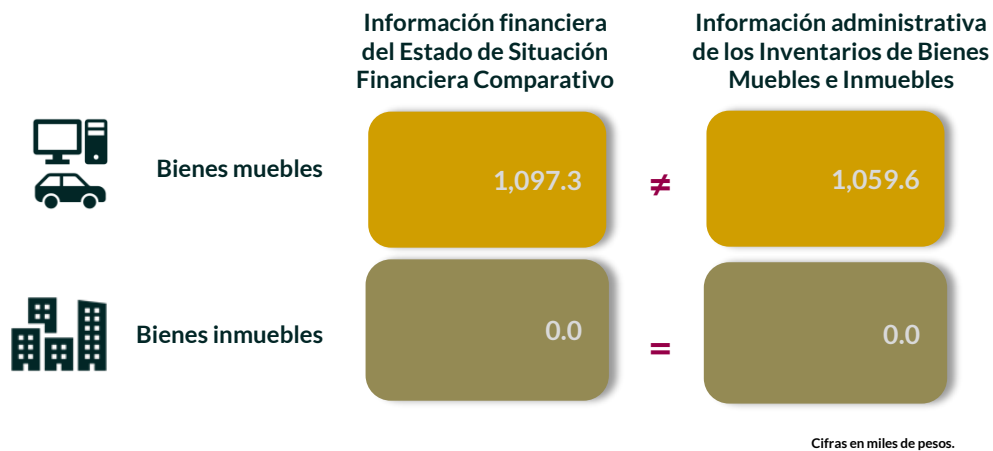 Información financiera
del Estado de Situación
Financiera Comparativo
Información administrativa
de los Inventarios de Bienes
Muebles e Inmuebles
Bienes muebles
1,097.3
≠
1,059.6
Bienes inmuebles
0.0
=
0.0
Cifras en miles de pesos.